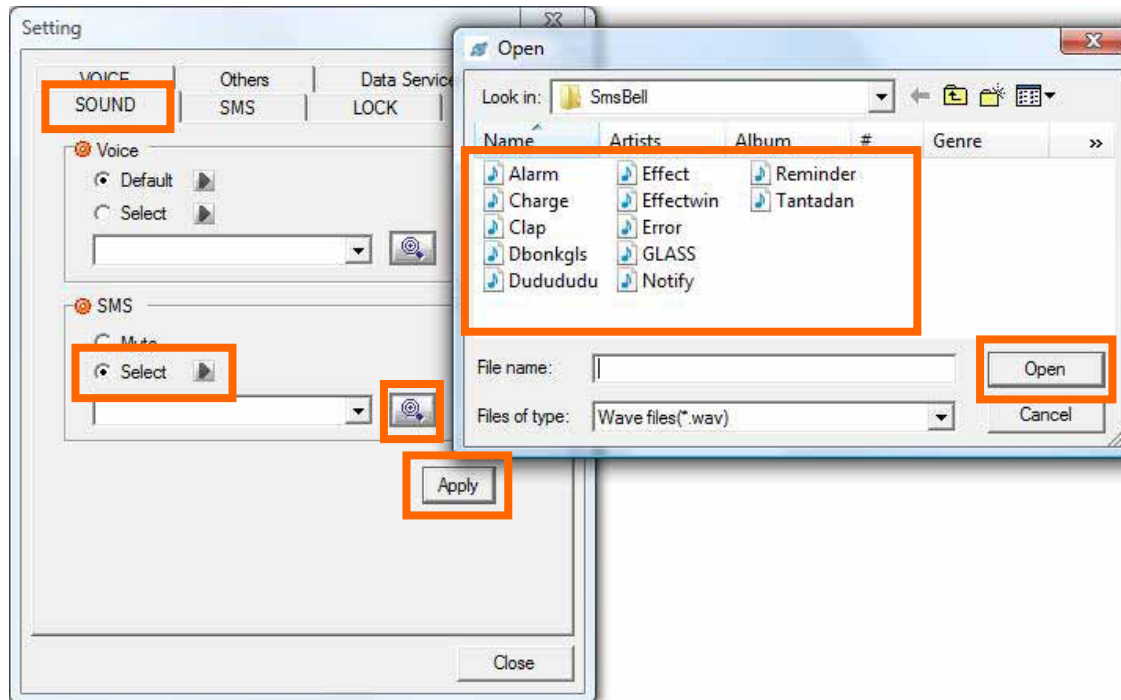 Setting
VOICE Others Data Service
SOUND SMS LOCK
Voice
Default
Select
SMS
Mute
Select
Apply
Close
Open
Look in: SmsBell
Name Artists Album # Genre »
Alarm Effect Reminder
Charge Effectwin Tantadan
Clap Error
Dbonkgls GLASS
Dudududu Notify
File name: Open
Files of type: Wave files(*.wav) Cancel